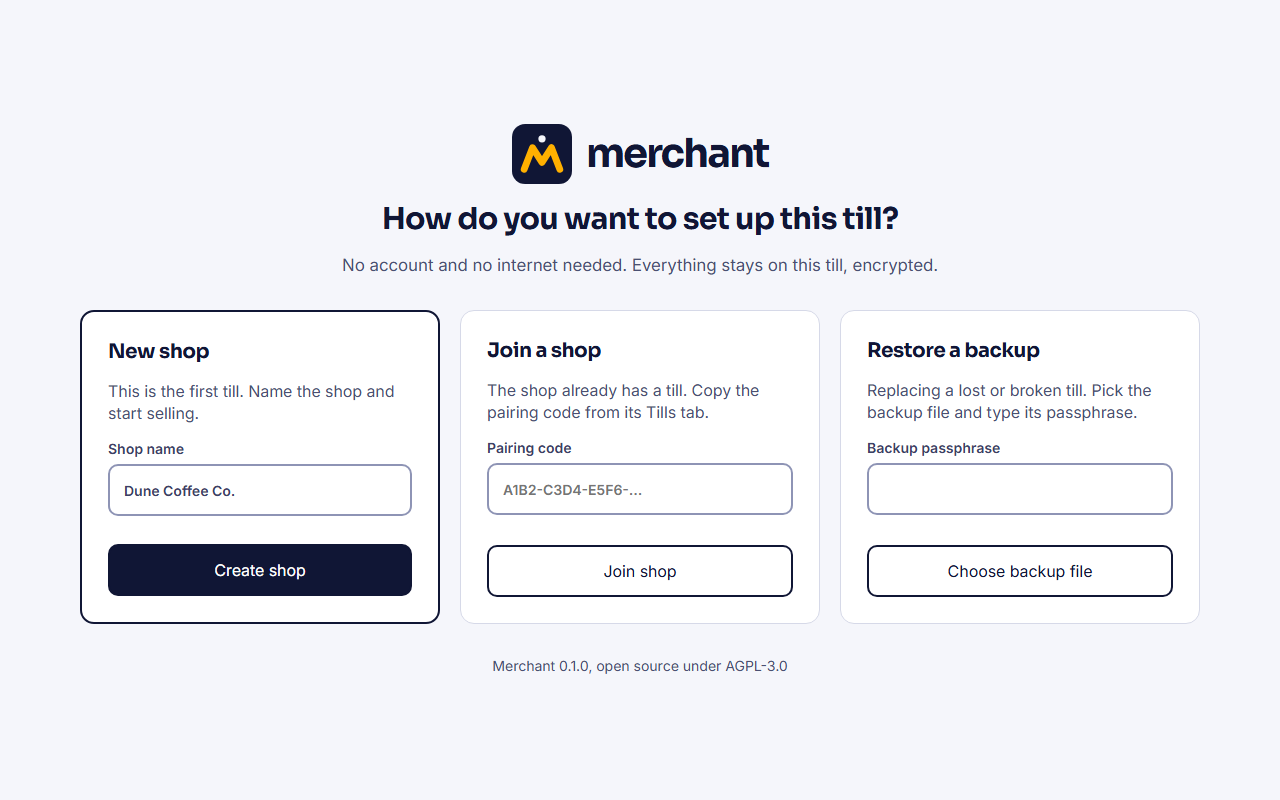 merchant
How do you want to set up this till?
No account and no internet needed. Everything stays on this till, encrypted.
New shop
This is the first till. Name the shop and
start selling.
Shop name
Dune Coffee Co.
Create shop
Join a shop
The shop already has a till. Copy the
pairing code from its Tills tab.
Pairing code
A1B2-C3D4-E5F6-...
Join shop
Restore a backup
Replacing a lost or broken till. Pick the
backup file and type its passphrase.
Backup passphrase
Choose backup file
Merchant 0.1.0, open source under AGPL-3.0